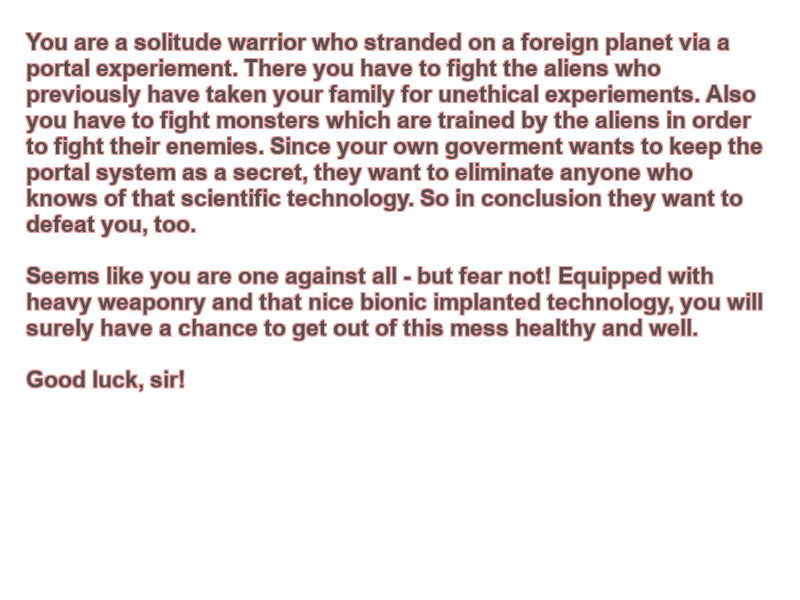 You are a solitude warrior who stranded on a foreign planet via a
portal experiement. There you have to fight the aliens who
previously have taken your family for unethical experiements. Also
you have to fight monsters which are trained by the aliens in order
to fight their enemies. Since your own goverment wants to keep the
portal system as a secret, they want to eliminate anyone who
knows of that scientific technology. So in conclusion they want to
defeat you, too.

Seems like you are one against all - but fear not! Equipped with
heavy weaponry and that nice bionic implanted technology, you will
surely have a chance to get out of this mess healthy and well.

Good luck, sir!